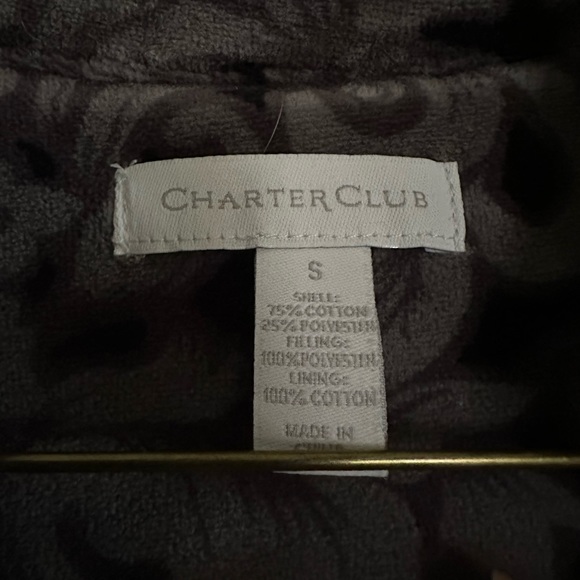 CHARTER CLUB
S
SHELL:
75% COTTON
25% POLYESTER
FILLING:
100% POLYESTER
LINING:
100% COTTON
MADE IN